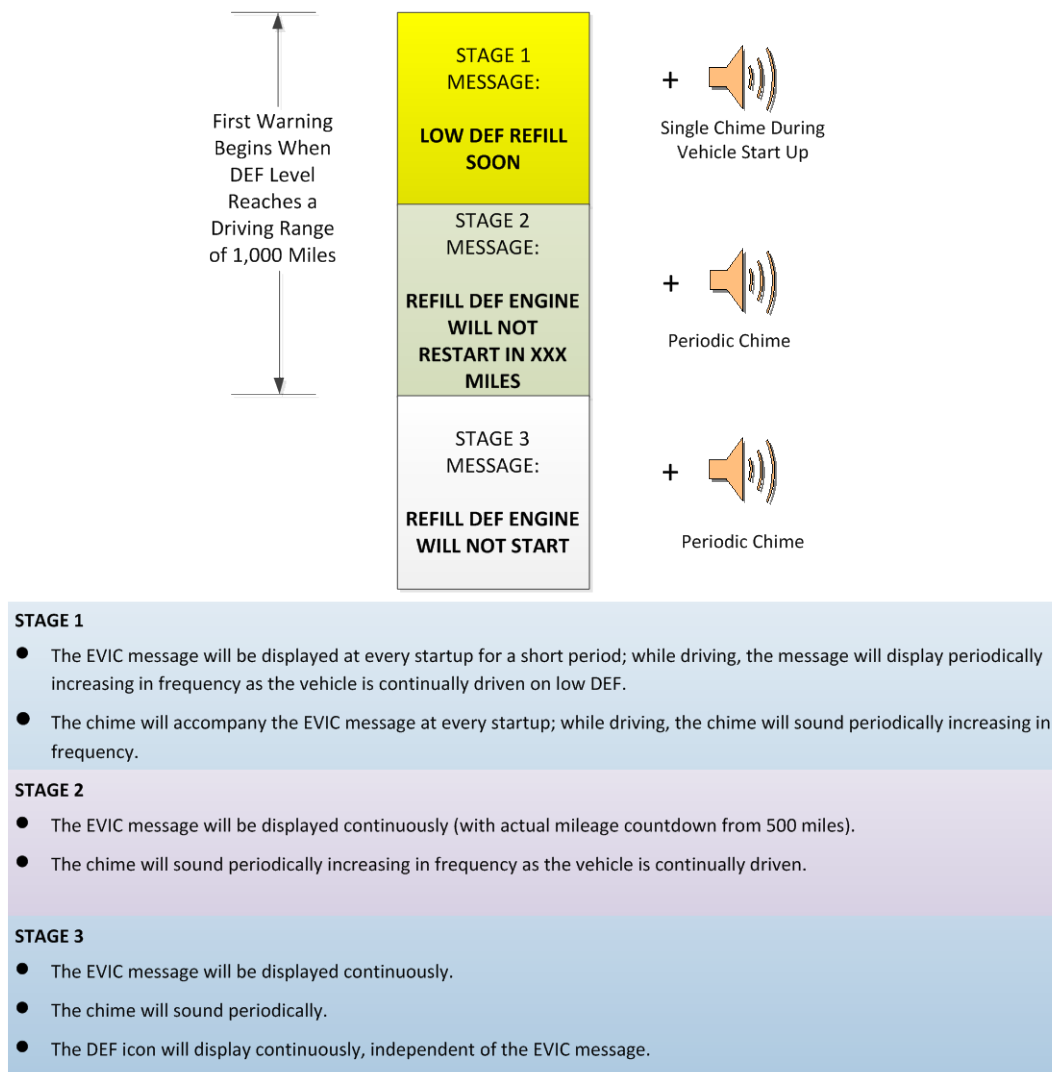 First Warning
Begins When
DEF Level
Reaches a
Driving Range
of 1,000 Miles
STAGE 1
MESSAGE:
LOW DEF REFILL
SOON
+
Single Chime During
Vehicle Start Up
STAGE 2
MESSAGE:
REFILL DEF ENGINE
WILL NOT
RESTART IN XXX
MILES
+
Periodic Chime
STAGE 3
MESSAGE:
REFILL DEF ENGINE
WILL NOT START
+
Periodic Chime
STAGE 1
● The EVIC message will be displayed at every startup for a short period; while driving, the message will display periodically
increasing in frequency as the vehicle is continually driven on low DEF.
● The chime will accompany the EVIC message at every startup; while driving, the chime will sound periodically increasing in
frequency.
STAGE 2
● The EVIC message will be displayed continuously (with actual mileage countdown from 500 miles).
● The chime will sound periodically increasing in frequency as the vehicle is continually driven.
STAGE 3
● The EVIC message will be displayed continuously.
● The chime will sound periodically.
● The DEF icon will display continuously, independent of the EVIC message.